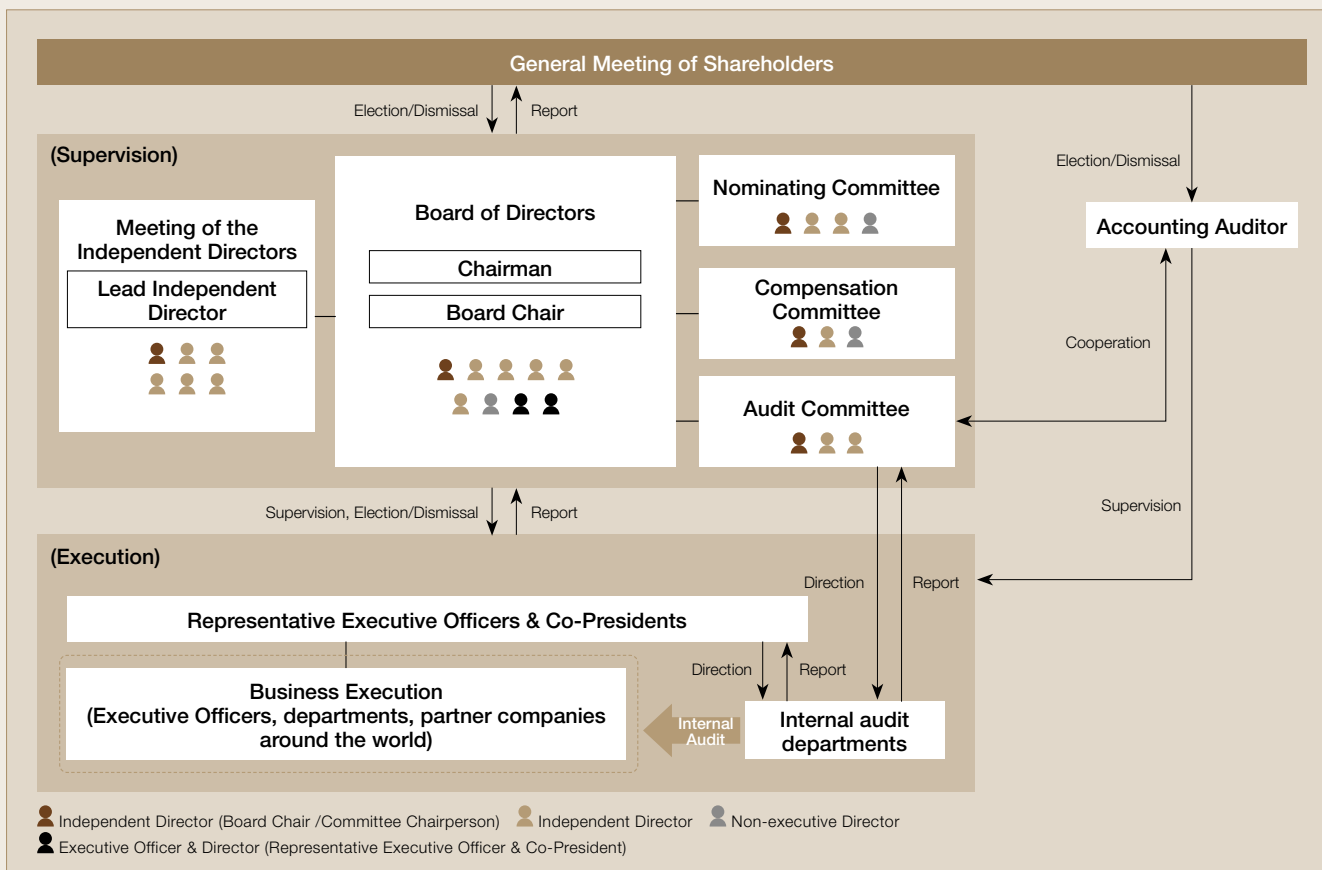 General Meeting of Shareholders
Election/Dismissal
Report
(Supervision)
Meeting of the
Independent Directors
Lead Independent
Director
Board of Directors
Chairman
Board Chair
Nominating Committee
Compensation
Committee
Audit Committee
Election/Dismissal
Accounting Auditor
Cooperation
Supervision
Supervision, Election/Dismissal
Report
(Execution)
Representative Executive Officers & Co-Presidents
Business Execution
(Executive Officers, departments, partner companies
around the world)
Direction
Report
Direction
Report
Internal
Audit
Internal audit
departments
Independent Director (Board Chair /Committee Chairperson)
Independent Director
Non-executive Director
Executive Officer & Director (Representative Executive Officer & Co-President)